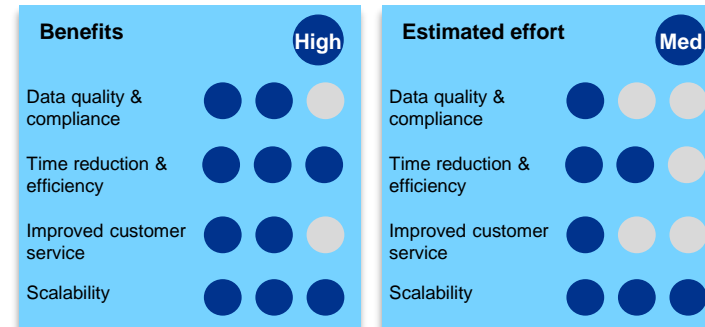 Benefits
High
Data quality &
compliance
Time reduction &
efficiency
Improved customer
service
Scalability
Estimated effort
Med
Data quality &
compliance
Time reduction &
efficiency
Improved customer
service
Scalability